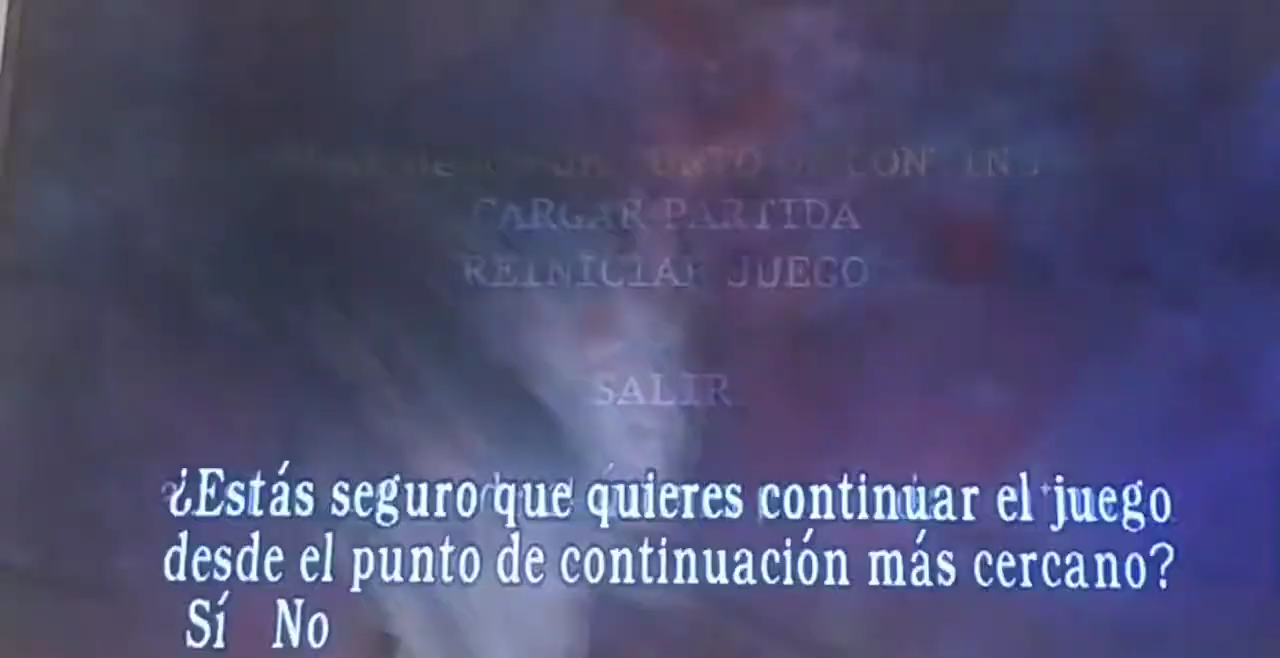 CARGAR PARTIDA
REINICIAR JUEGO
SALIR
¿Estás seguro que quieres continuar el juego
desde el punto de continuación más cercano?
Sí No